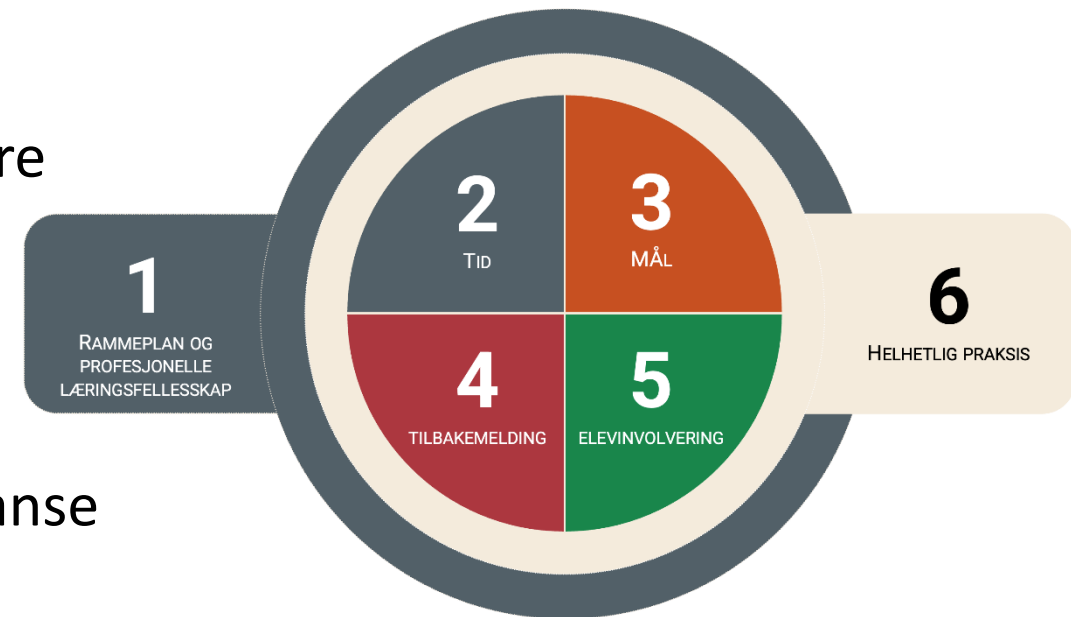 re
nse
1
RAMMEPLAN OG
PROFESJONELLE
LÆRINGSFELLESSKAP
2
TID
3
MÅL
4
TILBAKEMELDING
5
ELEVINVOLVERING
6
HELHETLIG PRAKSIS